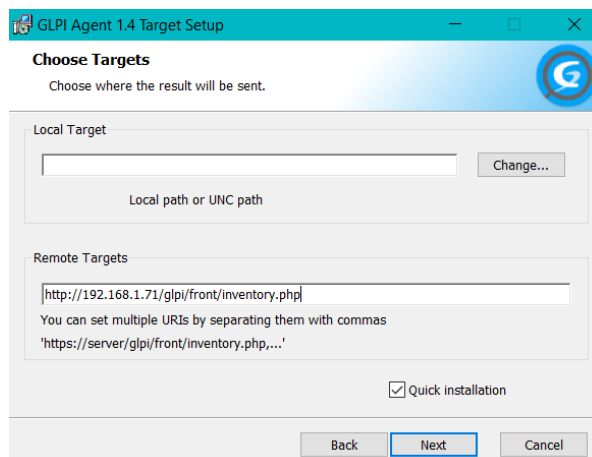 GLPI Agent 1.4 Target Setup
Choose Targets
Choose where the result will be sent.
Local Target
Change...
Local path or UNC path
Remote Targets
http://192.168.1.71/glpi/front/inventory.php
You can set multiple URIs by separating them with commas
'https://server/glpi/front/inventory.php,...'
Quick installation
Back Next Cancel